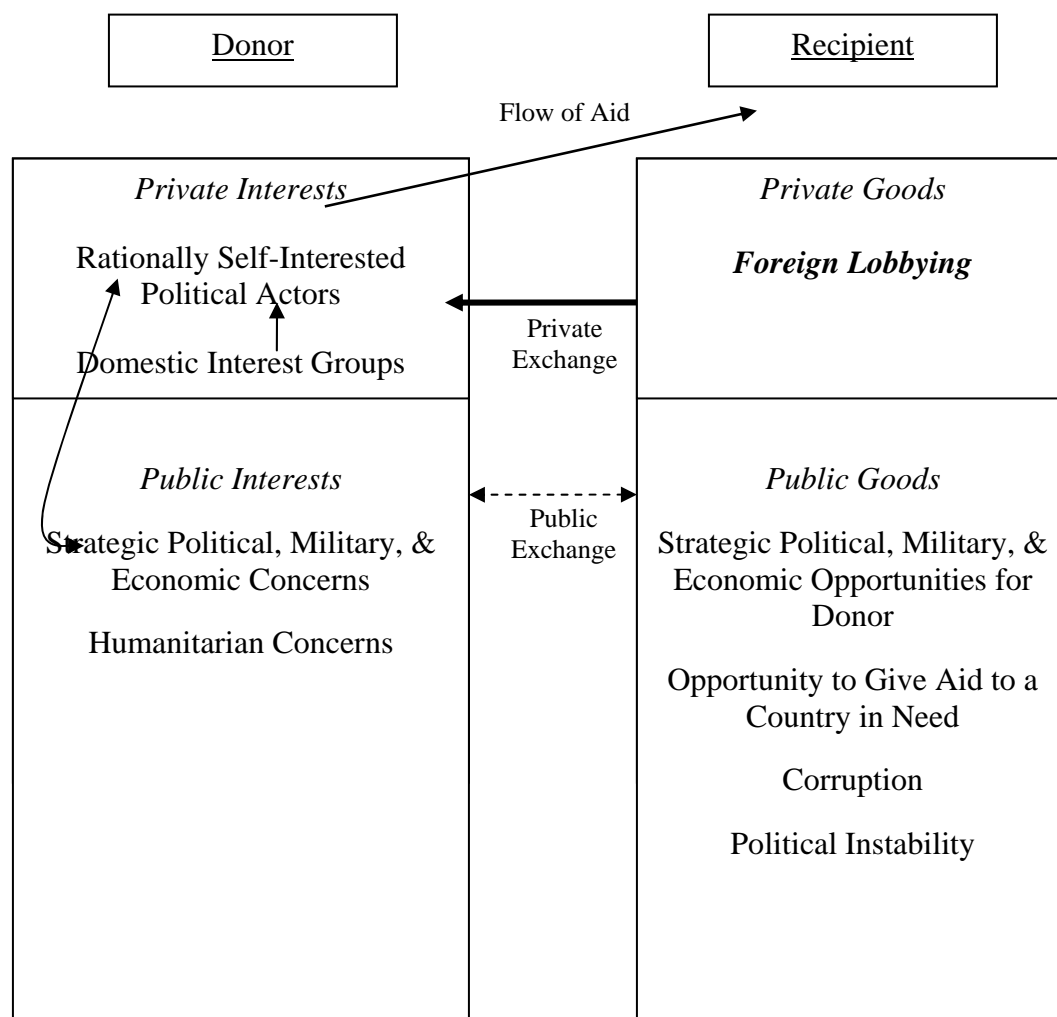 Donor
Recipient
Flow of Aid
Private Interests
Rationally Self-Interested
Political Actors
Domestic Interest Groups
Private
Exchange
Private Goods
Foreign Lobbying
Public Interests
Strategic Political, Military, &
Economic Concerns
Humanitarian Concerns
Public
Exchange
Public Goods
Strategic Political, Military, &
Economic Opportunities for
Donor
Opportunity to Give Aid to a
Country in Need
Corruption
Political Instability